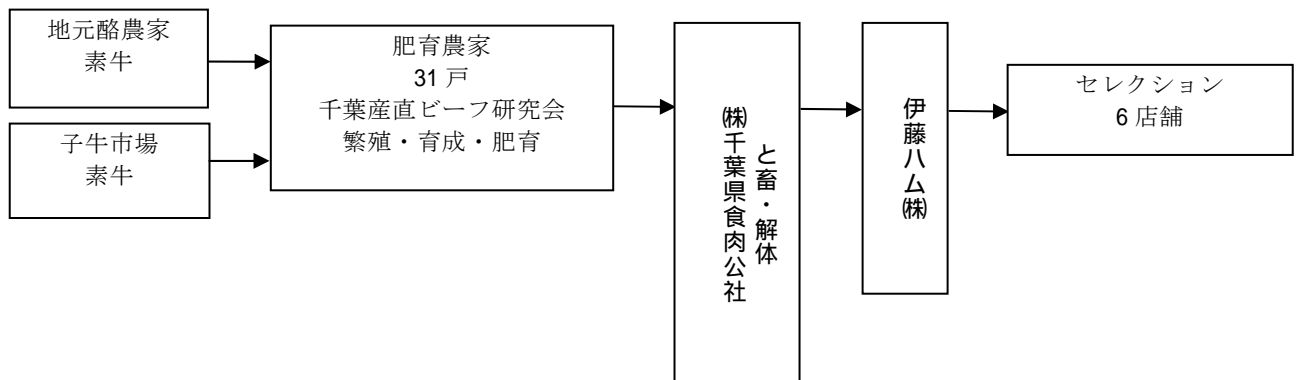 地元酪農家
素牛
子牛市場
素牛
肥育農家
31 戸
千葉産直ビーフ研究会
繁殖・育成・肥育
と畜・解体
㈱千葉県食肉公社
伊藤ハム㈱
セレクション
6 店舗